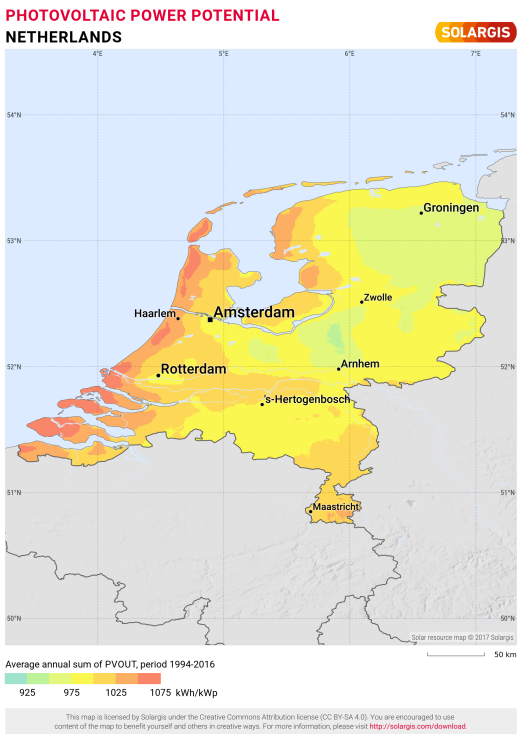 PHOTOVOLTAIC POWER POTENTIAL
NETHERLANDS
SOLARGIS
4°E 5°E 6°E 7°E
54°N 54°N
Groningen
53°N 53°N
Zwolle
Haarlem Amsterdam
52°N Rotterdam Arnhem 52°N
's-Hertogenbosch
51°N 51°N
Maastricht
50°N 50°N
Solar resource map © 2017 Solargis
50 km
Average annual sum of PVOUT, period 1994-2016
925 975 1025 1075 kWh/kWp
This map is licensed by Solargis under the Creative Commons Attribution license (CC BY-SA 4.0). You are encouraged to use
content of the map to benefit yourself and others in creative ways. For more information, please visit http://solargis.com/download.